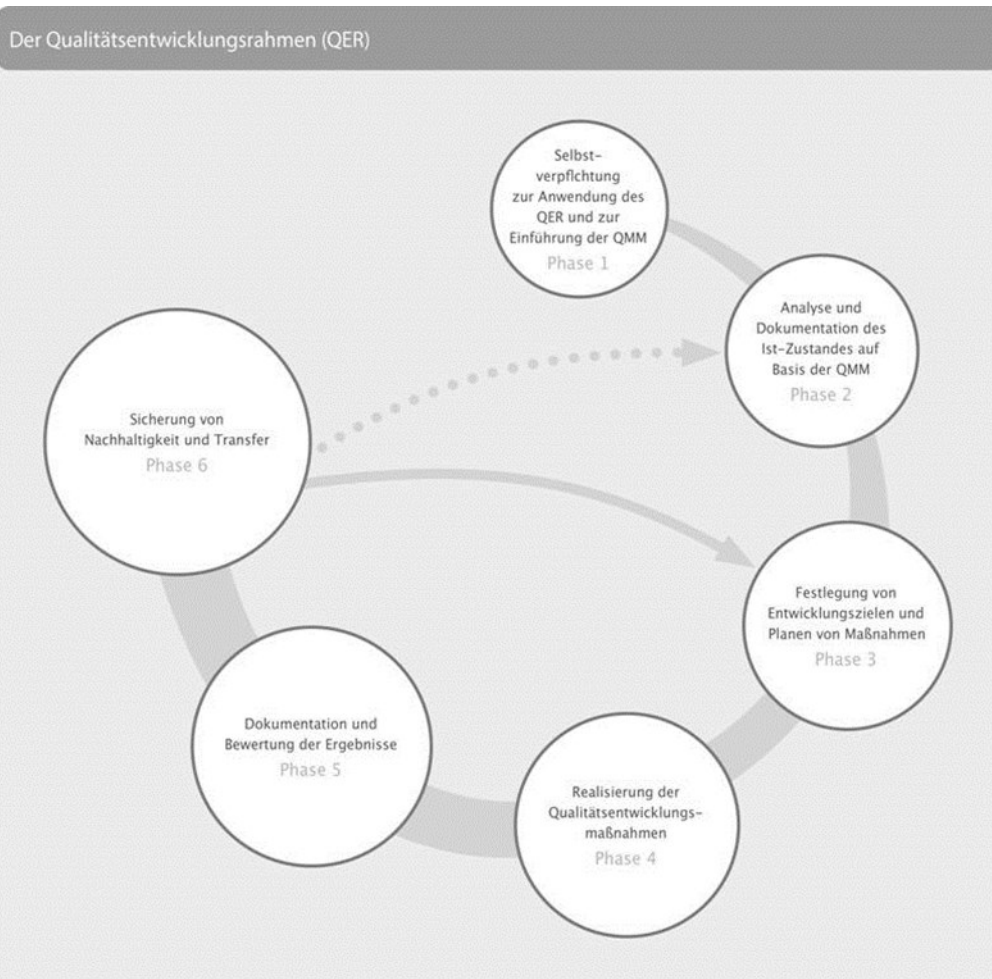 Der Qualitätsentwicklungsrahmen (QER)
Selbst-
verpflchtung
zur Anwendung des
QER und zur
Einführung der QMM
Phase 1
Analyse und
Dokumentation des
Ist-Zustandes auf
Basis der QMM
Phase 2
Festlegung von
Entwicklungszielen und
Planen von Maßnahmen
Phase 3
Realisierung der
Qualitätsentwicklungs-
maßnahmen
Phase 4
Dokumentation und
Bewertung der Ergebnisse
Phase 5
Sicherung von
Nachhaltigkeit und Transfer
Phase 6